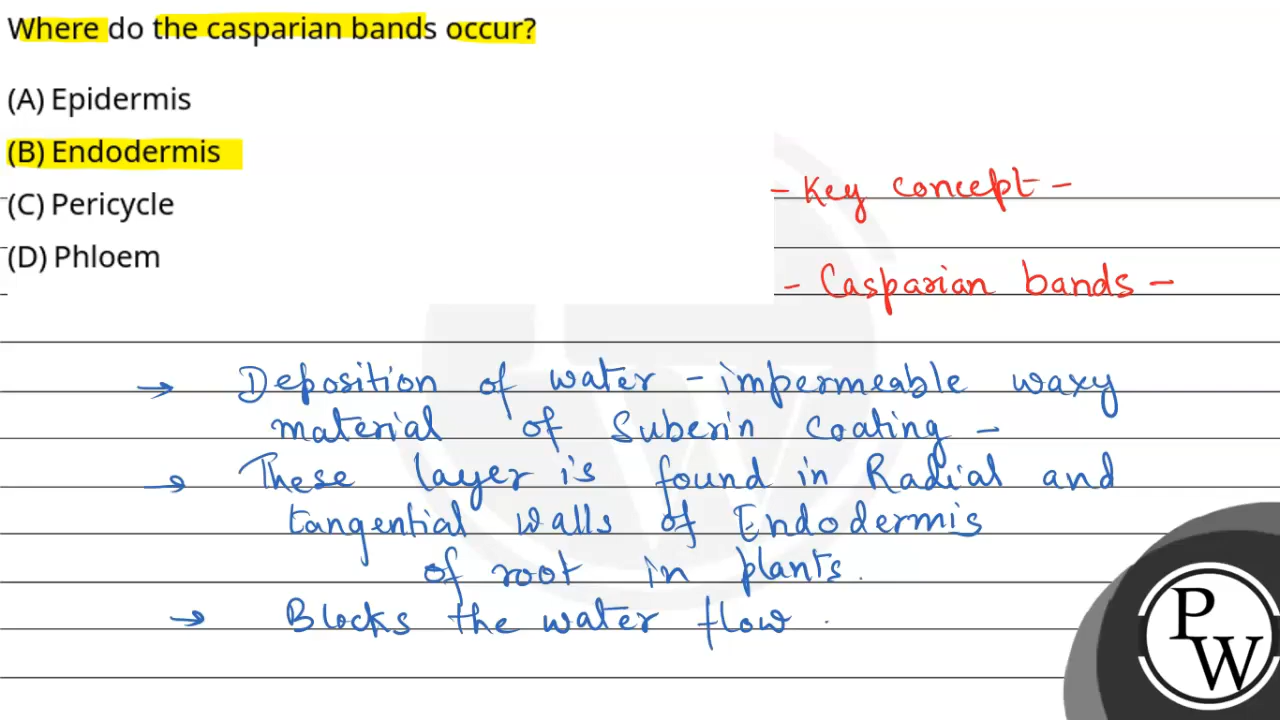 Where do the casparian bands occur?
(A) Epidermis
(B) Endodermis
(C) Pericycle
(D) Phloem
- Key concept -
- Casparian bands -
→ Deposition of water - impermeable waxy
material of Suberin coating -
→ These layer is found in Radial and
tangential walls of Endodermis
of root in plants.
→ Blocks the water flow .
P
W